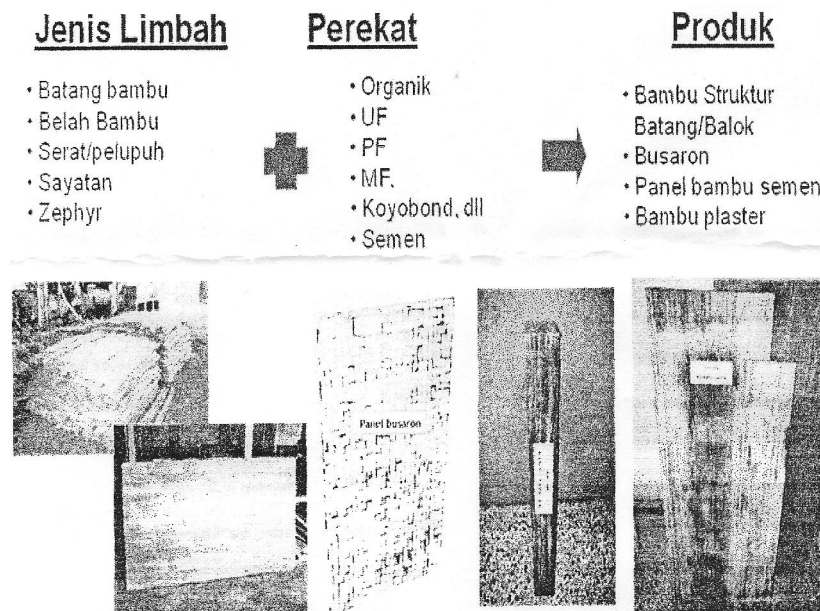 Jenis Limbah
• Batang bambu
• Belah Bambu
• Serat/pelupuh
• Sayatan
• Zephyr
Perekat
• Organik
• UF
• PF
• MF.
• Koyobond, dll
• Semen
Produk
• Bambu Struktur
Batang/Balok
• Busaron
• Panel bambu semen
• Bambu plaster
Panel busaron